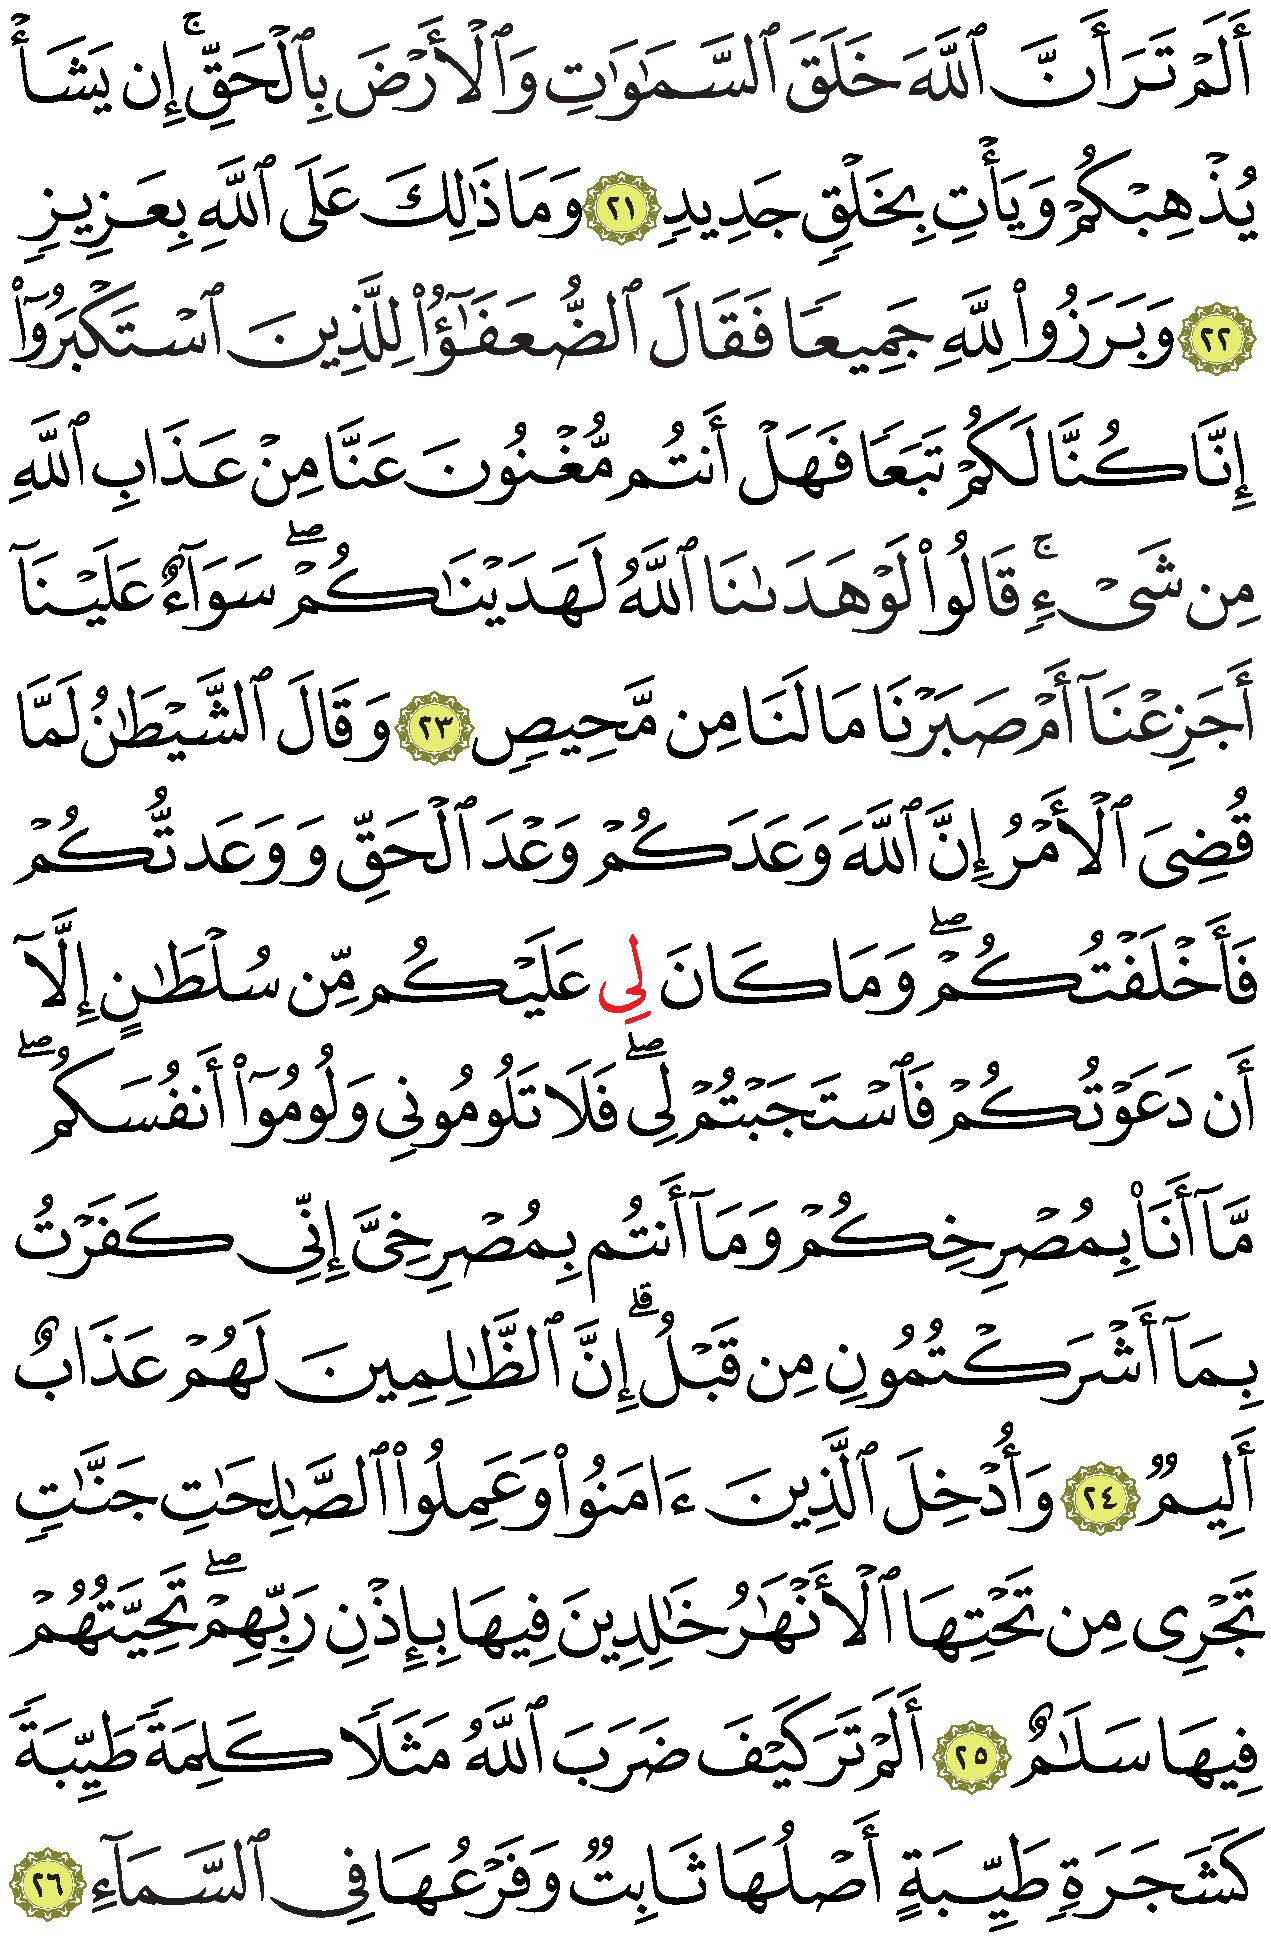 أَلَمْ تَرَ أَنَّ ٱللَّهَ خَلَقَ ٱلسَّمَٰوَٰتِ وَٱلْأَرْضَ بِٱلْحَقِّ ۚ إِن يَشَأْ
يُذْهِبْكُمْ وَيَأْتِ بِخَلْقٍ جَدِيدٍ ٢١ وَمَا ذَٰلِكَ عَلَى ٱللَّهِ بِعَزِيزٍ
٢٢ وَبَرَزُوا۟ لِلَّهِ جَمِيعًا فَقَالَ ٱلضُّعَفَٰٓؤُا۟ لِلَّذِينَ ٱسْتَكْبَرُوٓا۟
إِنَّا كُنَّا لَكُمْ تَبَعًا فَهَلْ أَنتُم مُّغْنُونَ عَنَّا مِنْ عَذَابِ ٱللَّهِ
مِن شَىْءٍ ۚ قَالُوا۟ لَوْ هَدَىٰنَا ٱللَّهُ لَهَدَيْنَٰكُمْ ۖ سَوَآءٌ عَلَيْنَآ
أَجَزِعْنَآ أَمْ صَبَرْنَا مَا لَنَا مِن مَّحِيصٍ ٢٣ وَقَالَ ٱلشَّيْطَٰنُ لَمَّا
قُضِىَ ٱلْأَمْرُ إِنَّ ٱللَّهَ وَعَدَكُمْ وَعْدَ ٱلْحَقِّ وَوَعَدتُّكُمْ
فَأَخْلَفْتُكُمْ ۖ وَمَا كَانَ لِى عَلَيْكُم مِّن سُلْطَٰنٍ إِلَّآ
أَن دَعَوْتُكُمْ فَٱسْتَجَبْتُمْ لِى ۖ فَلَا تَلُومُونِى وَلُومُوٓا۟ أَنفُسَكُم ۖ
مَّآ أَنَا۠ بِمُصْرِخِكُمْ وَمَآ أَنتُم بِمُصْرِخِىَّ إِنِّى كَفَرْتُ
بِمَآ أَشْرَكْتُمُونِ مِن قَبْلُ ۗ إِنَّ ٱلظَّٰلِمِينَ لَهُمْ عَذَابٌ
أَلِيمٌ ٢٤ وَأُدْخِلَ ٱلَّذِينَ ءَامَنُوا۟ وَعَمِلُوا۟ ٱلصَّٰلِحَٰتِ جَنَّٰتٍ
تَجْرِى مِن تَحْتِهَا ٱلْأَنْهَٰرُ خَٰلِدِينَ فِيهَا بِإِذْنِ رَبِّهِمْ ۖ تَحِيَّتُهُمْ
فِيهَا سَلَٰمٌ ٢٥ أَلَمْ تَرَ كَيْفَ ضَرَبَ ٱللَّهُ مَثَلًا كَلِمَةً طَيِّبَةً
كَشَجَرَةٍ طَيِّبَةٍ أَصْلُهَا ثَابِتٌ وَفَرْعُهَا فِى ٱلسَّمَآءِ ٢٦